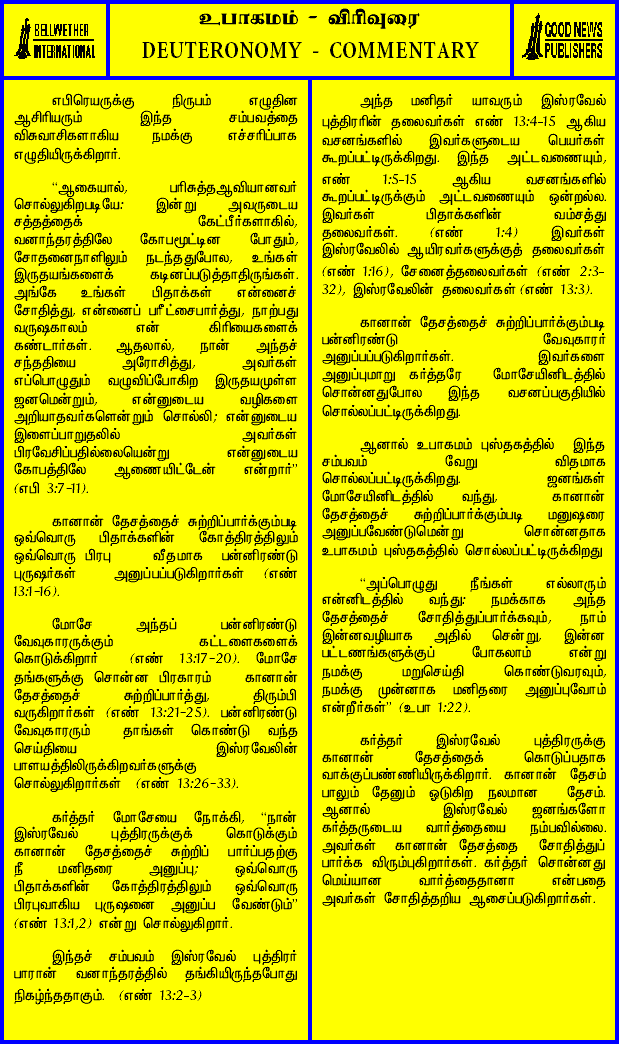 BELLWETHER
INTERNATIONAL
உபாகமம் - விரிவுரை
DEUTERONOMY - COMMENTARY
GOOD NEWS
PUBLISHERS
எபிரெயருக்கு நிருபம் எழுதின
ஆசிரியரும் இந்த சம்பவத்தை
விசுவாசிகளாகிய நமக்கு எச்சரிப்பாக
எழுதியிருக்கிறார்.
“ஆகையால், பரிசுத்தஆவியானவர்
சொல்லுகிறபடியே: இன்று அவருடைய
சத்தத்தைக் கேட்பீர்களாகில்,
வனாந்தரத்திலே கோபமூட்டின போதும்,
சோதனைநாளிலும் நடந்ததுபோல, உங்கள்
இருதயங்களைக் கடினப்படுத்தாதிருங்கள்.
அங்கே உங்கள் பிதாக்கள் என்னைச்
சோதித்து, என்னைப் பரீட்சைபார்த்து, நாற்பது
வருஷகாலம் என் கிரியைகளைக்
கண்டார்கள். ஆதலால், நான் அந்தச்
சந்ததியை அரோசித்து, அவர்கள்
எப்பொழுதும் வழுவிப்போகிற இருதயமுள்ள
ஜனமென்றும், என்னுடைய வழிகளை
அறியாதவர்களென்றும் சொல்லி; என்னுடைய
இளைப்பாறுதலில் அவர்கள்
பிரவேசிப்பதில்லையென்று என்னுடைய
கோபத்திலே ஆணையிட்டேன் என்றார்”
(எபி 3:7-11).
கானான் தேசத்தைச் சுற்றிப்பார்க்கும்படி
ஒவ்வொரு பிதாக்களின் கோத்திரத்திலும்
ஒவ்வொரு பிரபு வீதமாக பன்னிரண்டு
புருஷர்கள் அனுப்பப்படுகிறார்கள் (எண்
13:1-16).
மோசே அந்தப் பன்னிரண்டு
வேவுகாரருக்கும் கட்டளைகளைக்
கொடுக்கிறார் (எண் 13:17-20). மோசே
தங்களுக்கு சொன்ன பிரகாரம் கானான்
தேசத்தைச் சுற்றிப்பார்த்து, திரும்பி
வருகிறார்கள் (எண் 13:21-25). பன்னிரண்டு
வேவுகாரரும் தாங்கள் கொண்டு வந்த
செய்தியை இஸ்ரவேலின்
பாளயத்திலிருக்கிறவர்களுக்கு
சொல்லுகிறார்கள் (எண் 13:26-33).
கர்த்தர் மோசேயை நோக்கி, “நான்
இஸ்ரவேல் புத்திரருக்குக் கொடுக்கும்
கானான் தேசத்தைச் சுற்றிப் பார்ப்பதற்கு
நீ மனிதரை அனுப்பு; ஒவ்வொரு
பிதாக்களின் கோத்திரத்திலும் ஒவ்வொரு
பிரபுவாகிய புருஷனை அனுப்ப வேண்டும்”
(எண் 13:1,2) என்று சொல்லுகிறார்.
இந்தச் சம்பவம் இஸ்ரவேல் புத்திரர்
பாரான் வனாந்தரத்தில் தங்கியிருந்தபோது
நிகழ்ந்ததாகும். (எண் 13:2-3)
அந்த மனிதர் யாவரும் இஸ்ரவேல்
புத்திரரின் தலைவர்கள் எண் 13:4-15 ஆகிய
வசனங்களில் இவர்களுடைய பெயர்கள்
கூறப்பட்டிருக்கிறது. இந்த அட்டவணையும்,
எண் 1:5-15 ஆகிய வசனங்களில்
கூறப்பட்டிருக்கும் அட்டவணையும் ஒன்றல்ல.
இவர்கள் பிதாக்களின் வம்சத்து
தலைவர்கள். (எண் 1:4) இவர்கள்
இஸ்ரவேலில் ஆயிரவர்களுக்குத் தலைவர்கள்
(எண் 1:16), சேனைத்தலைவர்கள் (எண் 2:3-
32), இஸ்ரவேலின் தலைவர்கள் (எண் 13:3).
கானான் தேசத்தைச் சுற்றிப்பார்க்கும்படி
பன்னிரண்டு வேவுகாரர்
அனுப்பப்படுகிறார்கள். இவர்களை
அனுப்புமாறு கர்த்தரே மோசேயினிடத்தில்
சொன்னதுபோல இந்த வசனப்பகுதியில்
சொல்லப்பட்டிருக்கிறது.
ஆனால் உபாகமம் புஸ்தகத்தில் இந்த
சம்பவம் வேறு விதமாக
சொல்லப்பட்டிருக்கிறது. ஜனங்கள்
மோசேயினிடத்தில் வந்து, கானான்
தேசத்தைச் சுற்றிப்பார்க்கும்படி மனுஷரை
அனுப்பவேண்டுமென்று சொன்னதாக
உபாகமம் புஸ்தகத்தில் சொல்லப்பட்டிருக்கிறது
“அப்பொழுது நீங்கள் எல்லாரும்
என்னிடத்தில் வந்து: நமக்காக அந்த
தேசத்தைச் சோதித்துப்பார்க்கவும், நாம்
இன்னவழியாக அதில் சென்று, இன்ன
பட்டணங்களுக்குப் போகலாம் என்று
நமக்கு மறுசெய்தி கொண்டுவரவும்,
நமக்கு முன்னாக மனிதரை அனுப்புவோம்
என்றீர்கள்” (உபா 1:22).
கர்த்தர் இஸ்ரவேல் புத்திரருக்கு
கானான் தேசத்தைக் கொடுப்பதாக
வாக்குப்பண்ணியிருக்கிறார். கானான் தேசம்
பாலும் தேனும் ஓடுகிற நலமான தேசம்.
ஆனால் இஸ்ரவேல் ஜனங்களோ
கர்த்தருடைய வார்த்தையை நம்பவில்லை.
அவர்கள் கானான் தேசத்தை சோதித்துப்
பார்க்க விரும்புகிறார்கள். கர்த்தர் சொன்னது
மெய்யான வார்த்தைதானா என்பதை
அவர்கள் சோதித்தறிய ஆசைப்படுகிறார்கள்.